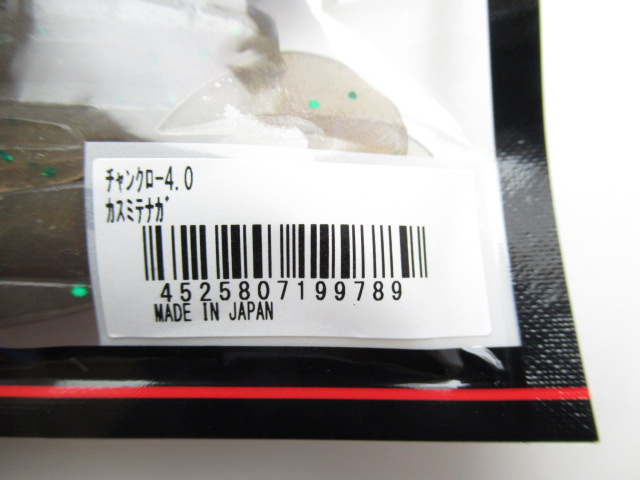 ﾁｬﾝｸﾛｰ4.0
ｶｽﾐﾃﾅｶﾞ
4525807199789
MADE IN JAPAN